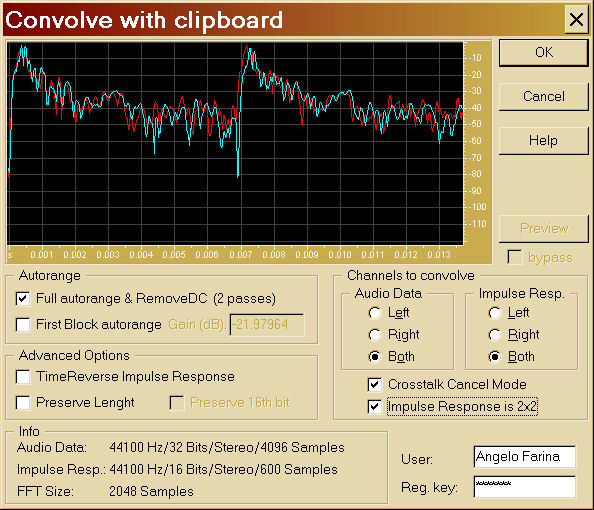 Convolve with clipboard
OK
Cancel
Help
Preview
bypass
-10
-20
-30
-40
-50
-60
-70
-80
-90
-110
s 0.001 0.002 0.003 0.004 0.005 0.006 0.007 0.008 0.009 0.010 0.011 0.012 0.013
Autorange
Full autorange & RemoveDC (2 passes)
First Block autorange Gain (dB): -21.97964
Advanced Options
TimeReverse Impulse Response
Preserve Lenght Preserve 16th bit
Channels to convolve
Audio Data Impulse Resp.
Left Left
Right Right
Both Both
Crosstalk Cancel Mode
Impulse Response is 2x2
Info
Audio Data: 44100 Hz/32 Bits/Stereo/4096 Samples
Impulse Resp.: 44100 Hz/16 Bits/Stereo/600 Samples
FFT Size: 2048 Samples
User: Angelo Farina
Reg. key: ********